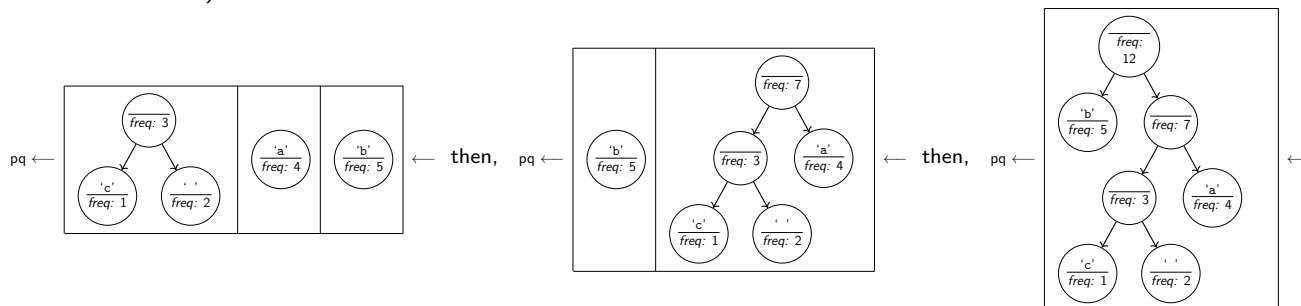 pq ←
freq: 3
'c'
freq: 1
' '
freq: 2
'a'
freq: 4
'b'
freq: 5
← then,
pq ←
'b'
freq: 5
freq: 7
freq: 3
'a'
freq: 4
'c'
freq: 1
' '
freq: 2
← then,
pq ←
freq:
12
'b'
freq: 5
freq: 7
freq: 3
'a'
freq: 4
'c'
freq: 1
' '
freq: 2
←